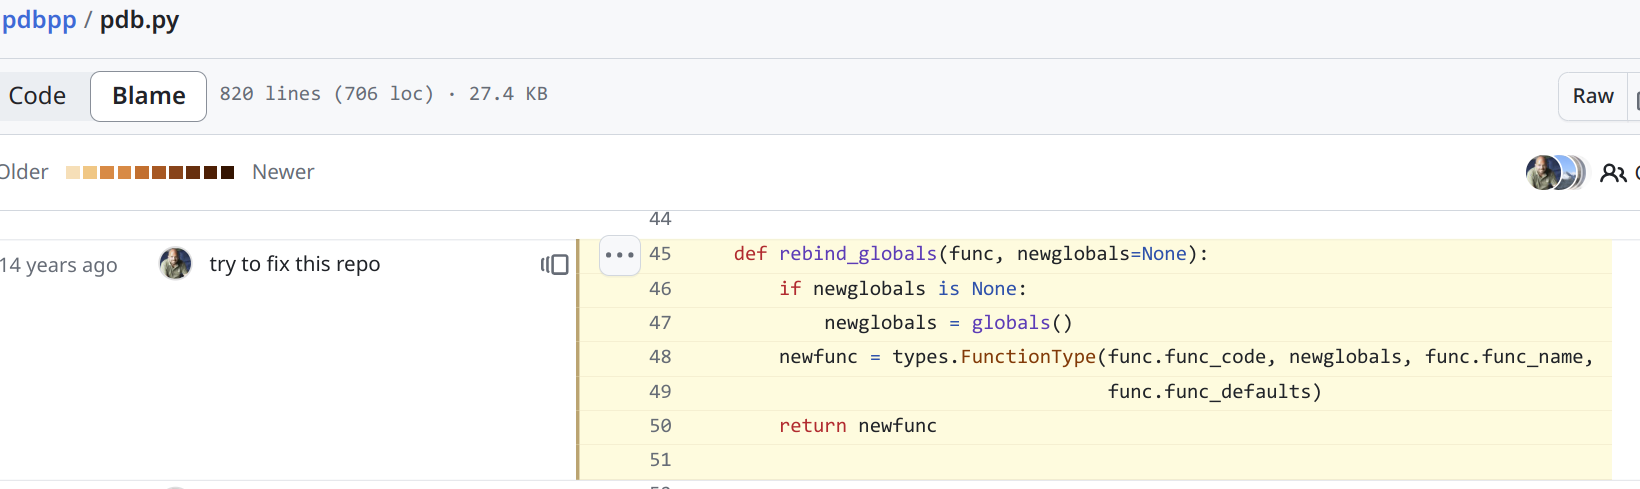 pdbpp / pdb.py
Code Blame 820 lines (706 loc) · 27.4 KB Raw
Older Newer
44
14 years ago try to fix this repo ••• 45 def rebind_globals(func, newglobals=None):
46 if newglobals is None:
47 newglobals = globals()
48 newfunc = types.FunctionType(func.func_code, newglobals, func.func_name,
49 func.func_defaults)
50 return newfunc
51